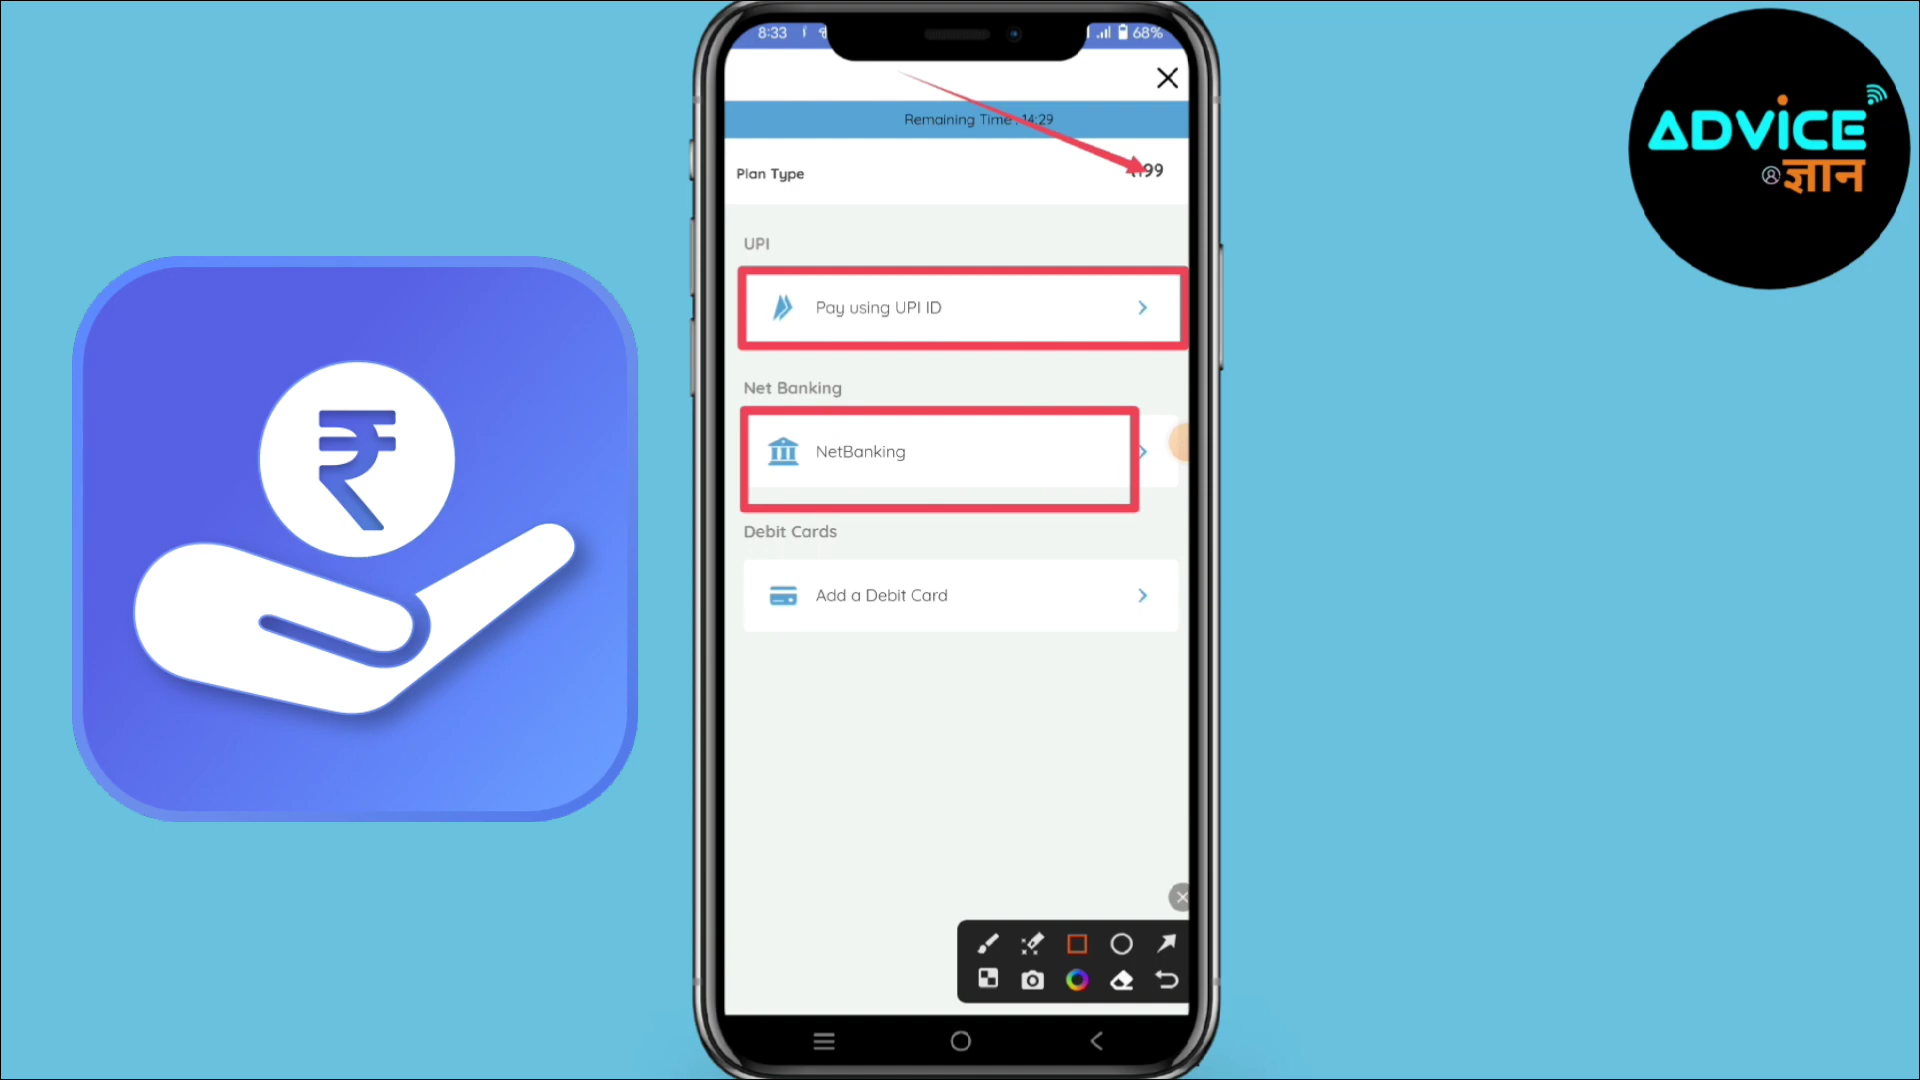 8:33
68%
Remaining Time : 14:29
Plan Type
UPI
Pay using UPI ID
Net Banking
NetBanking
Debit Cards
Add a Debit Card
ADVICE
ज्ञान
₹